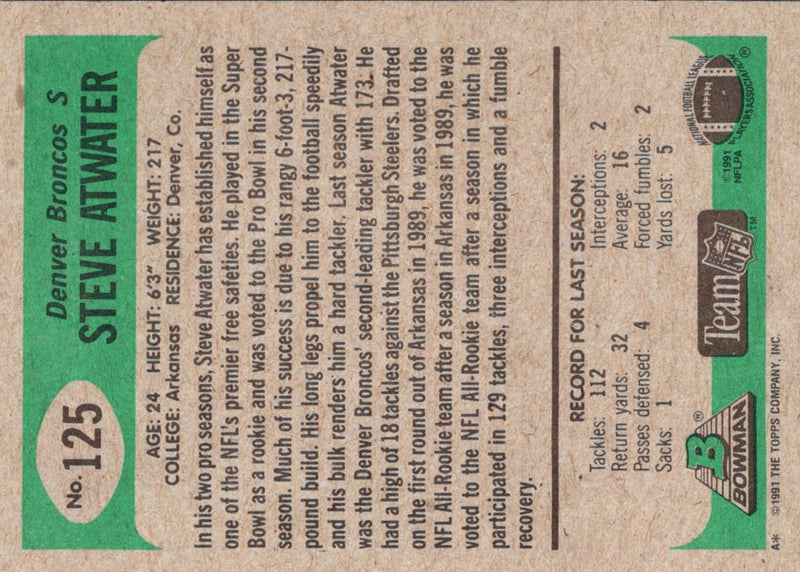 No. 125
Denver Broncos S
STEVE ATWATER
AGE: 24 HEIGHT: 6'3" WEIGHT: 217
COLLEGE: Arkansas RESIDENCE: Denver, Co.
In his two pro seasons, Steve Atwater has established himself as
one of the NFL's premier free safeties. He played in the Super
Bowl as a rookie and was voted to the Pro Bowl in his second
season. Much of his success is due to his rangy 6-foot-3, 217-
pound build. His long legs propel him to the football speedily
and his bulk renders him a hard tackler. Last season Atwater
was the Denver Broncos' second-leading tackler with 173. He
had a high of 18 tackles against the Pittsburgh Steelers. Drafted
on the first round out of Arkansas in 1989, he was voted to the
NFL All-Rookie team after a season in Arkansas in 1989, he was
voted to the NFL All-Rookie team after a season in which he
participated in 129 tackles, three interceptions and a fumble
recovery.
RECORD FOR LAST SEASON:
Tackles: 112 Interceptions: 2
Return yards: 32 Average: 16
Passes defensed: 4 Forced fumbles: 2
Sacks: 1 Yards lost: 5
B®
BOWMAN
Team NFL™
©1991
NFLPA
NATIONAL FOOTBALL LEAGUE
PLAYERS ASSOCIATION®
A* ©1991 THE TOPPS COMPANY, INC.